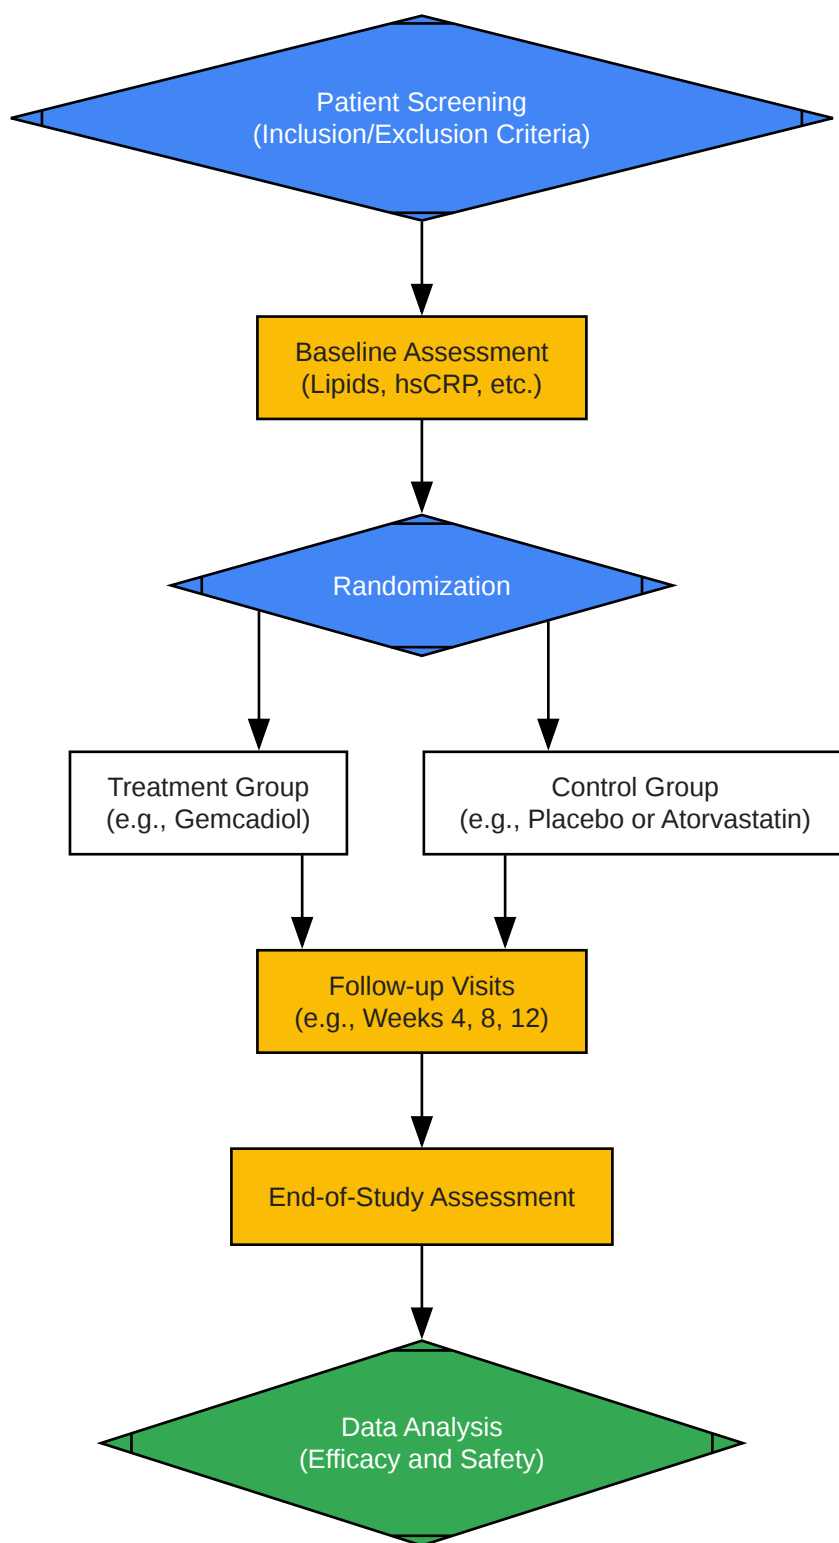 Patient Screening
(Inclusion/Exclusion Criteria)
Baseline Assessment
(Lipids, hsCRP, etc.)
Randomization
Treatment Group
(e.g., Gemcadiol)
Control Group
(e.g., Placebo or Atorvastatin)
Follow-up Visits
(e.g., Weeks 4, 8, 12)
End-of-Study Assessment
Data Analysis
(Efficacy and Safety)